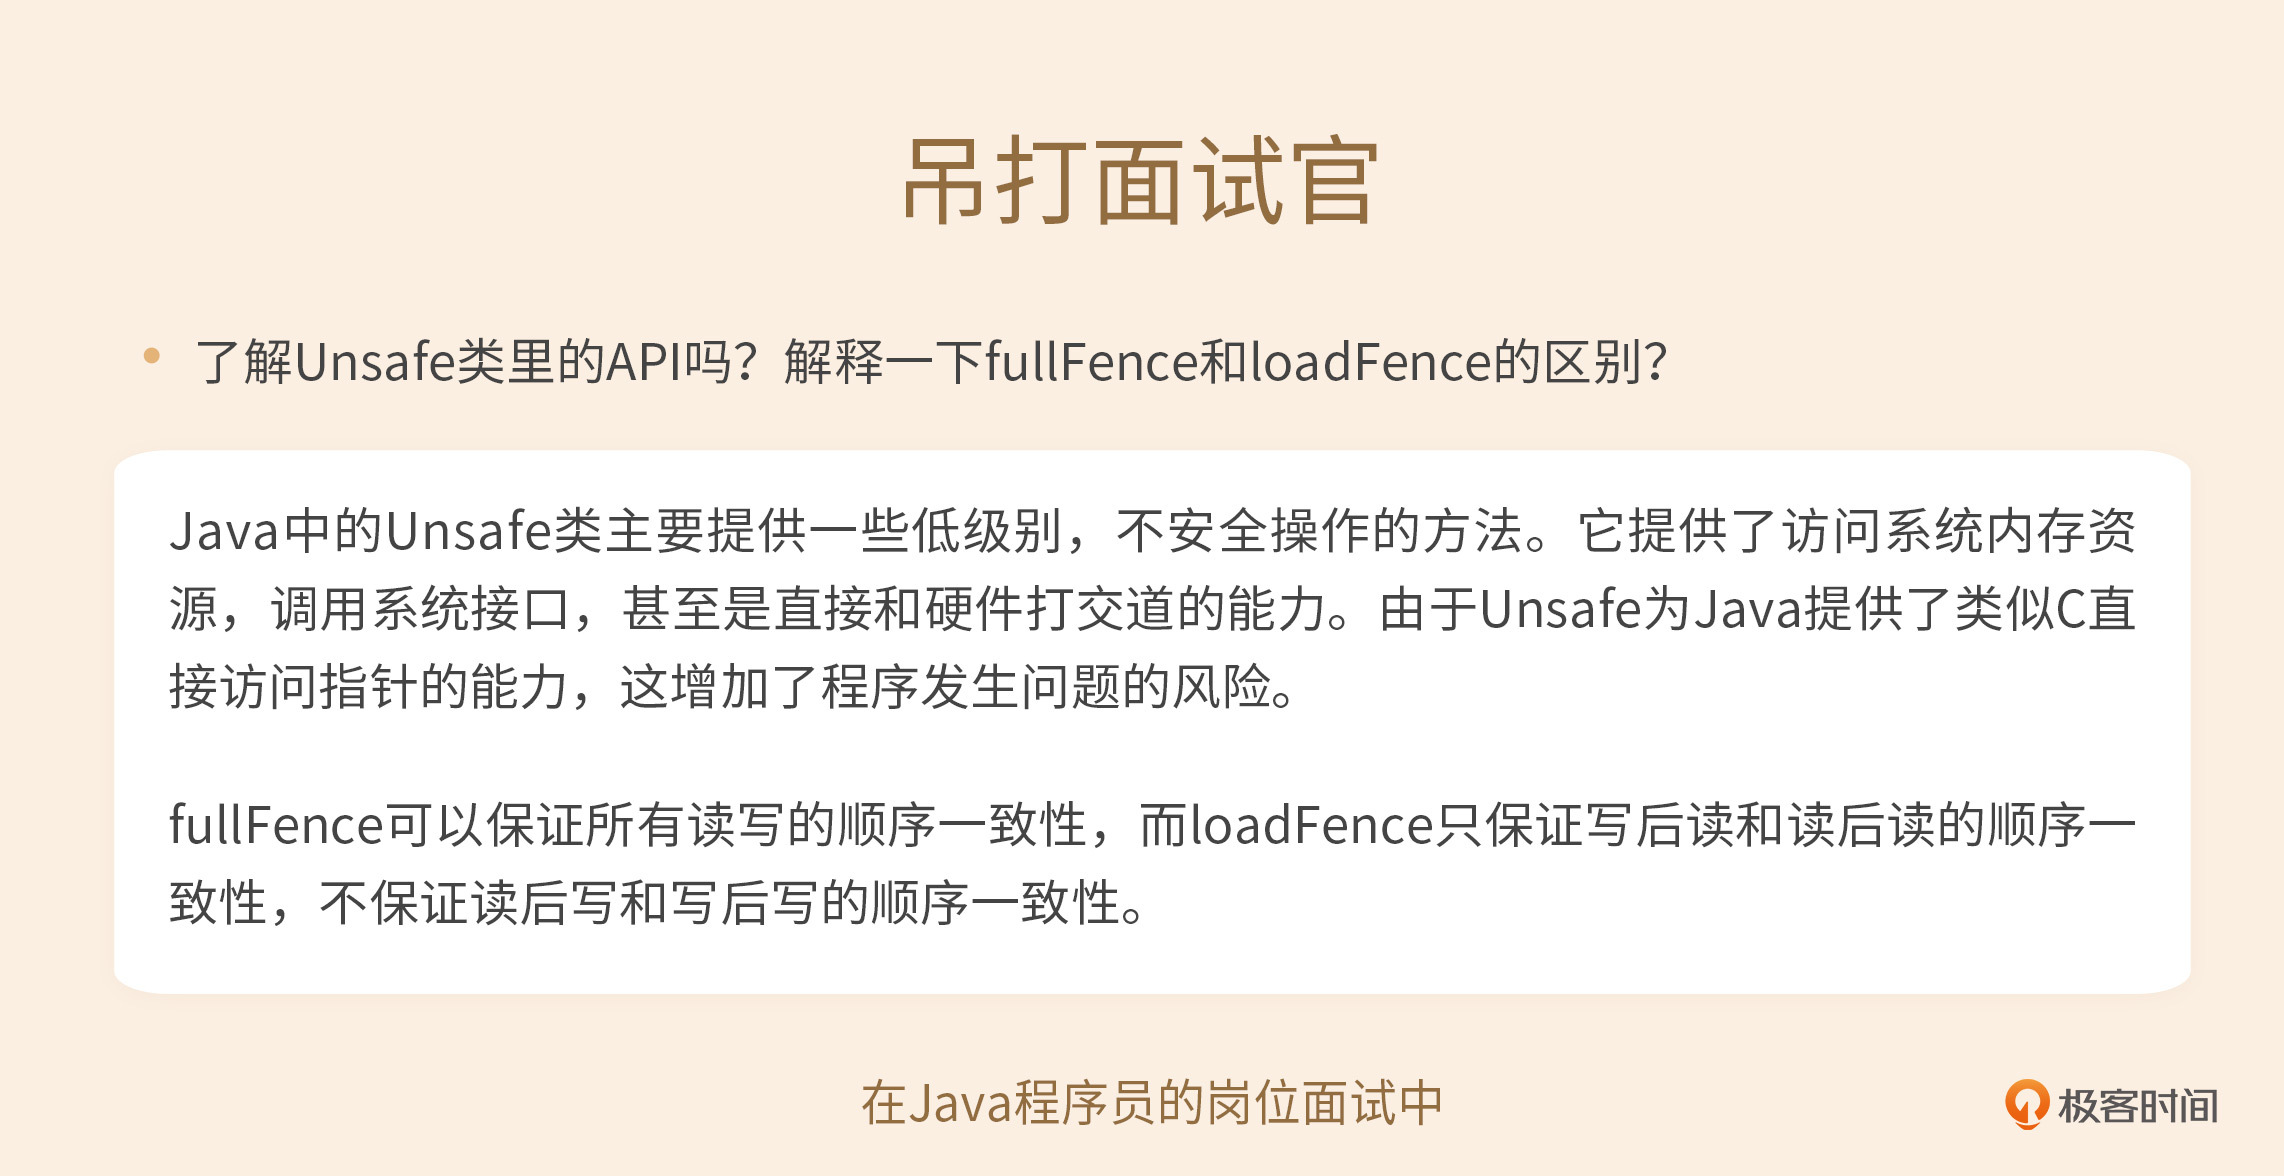 吊打面试官
了解Unsafe类里的API吗？解释一下fullFence和loadFence的区别？
Java中的Unsafe类主要提供一些低级别，不安全操作的方法。它提供了访问系统内存资
源，调用系统接口，甚至是直接和硬件打交道的能力。由于Unsafe为Java提供了类似C直
接访问指针的能力，这增加了程序发生问题的风险。
fullFence可以保证所有读写的顺序一致性，而loadFence只保证写后读和读后读的顺序一
致性，不保证读后写和写后写的顺序一致性。
在Java程序员的岗位面试中
极客时间